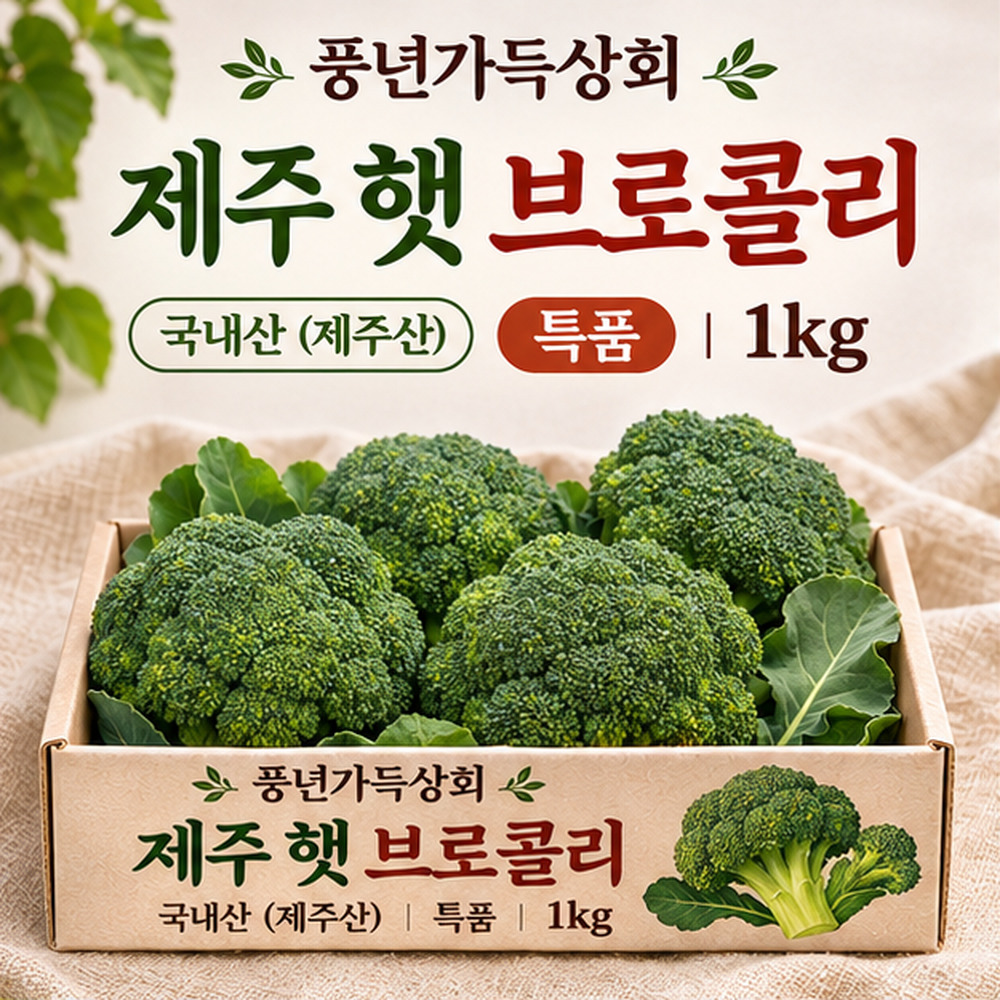 풍년가득상회
제주 햇 브로콜리
국내산 (제주산) 특품 | 1kg
풍년가득상회
제주 햇 브로콜리
국내산 (제주산) | 특품 | 1kg